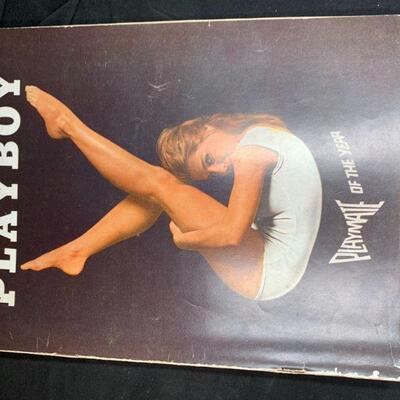 PLAYBOY
PLAYMATE
OF THE YEAR